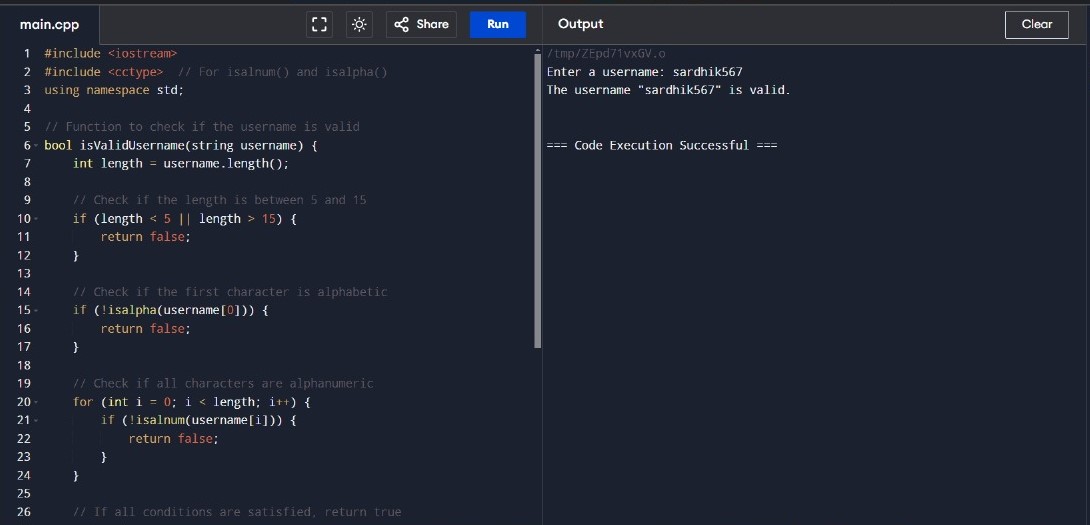 main.cpp
Share
Run
Output
Clear
1 #include <iostream>
2 #include <cctype> // For isalnum() and isalpha()
3 using namespace std;
4
5 // Function to check if the username is valid
6 bool isValidUsername(string username) {
7 int length = username.length();
8
9 // Check if the length is between 5 and 15
10 if (length < 5 || length > 15) {
11 return false;
12 }
13
14 // Check if the first character is alphabetic
15 if (!isalpha(username[0])) {
16 return false;
17 }
18
19 // Check if all characters are alphanumeric
20 for (int i = 0; i < length; i++) {
21 if (!isalnum(username[i])) {
22 return false;
23 }
24 }
25
26 // If all conditions are satisfied, return true
/tmp/ZEpd71vxGV.o
Enter a username: sardhik567
The username "sardhik567" is valid.
=== Code Execution Successful ===